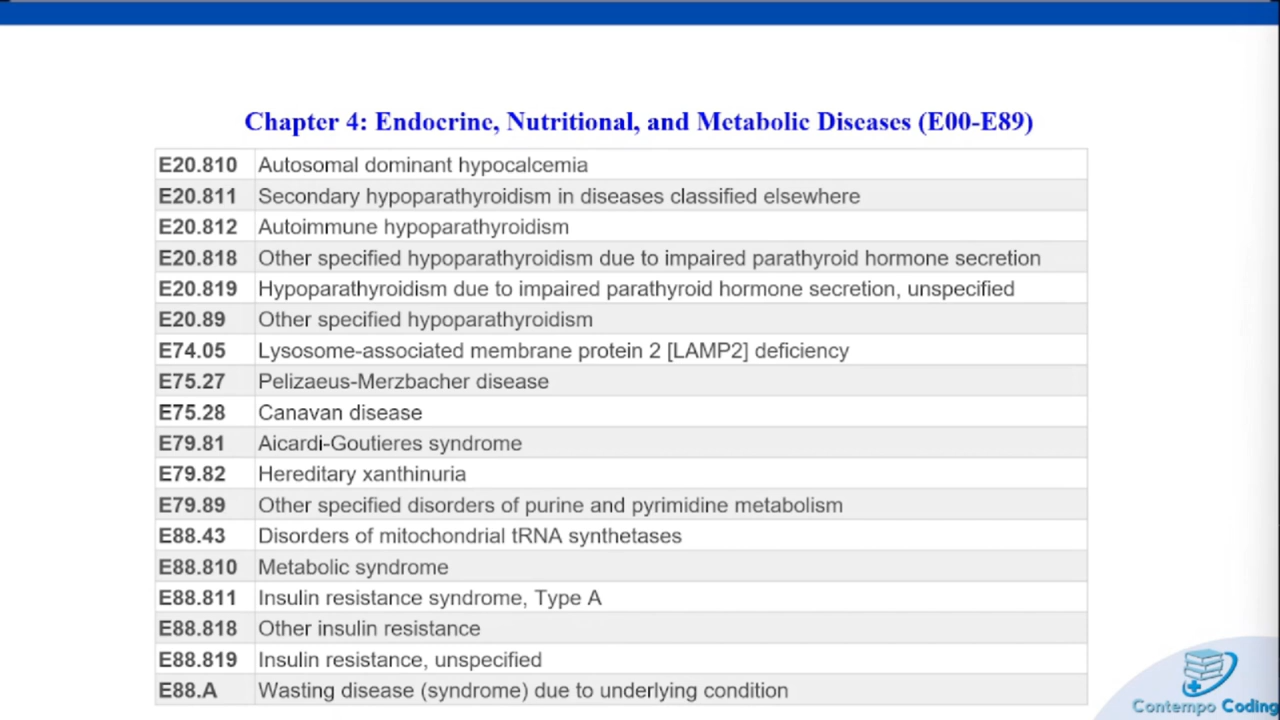 Chapter 4: Endocrine, Nutritional, and Metabolic Diseases (E00-E89)
E20.810 Autosomal dominant hypocalcemia
E20.811 Secondary hypoparathyroidism in diseases classified elsewhere
E20.812 Autoimmune hypoparathyroidism
E20.818 Other specified hypoparathyroidism due to impaired parathyroid hormone secretion
E20.819 Hypoparathyroidism due to impaired parathyroid hormone secretion, unspecified
E20.89 Other specified hypoparathyroidism
E74.05 Lysosome-associated membrane protein 2 [LAMP2] deficiency
E75.27 Pelizaeus-Merzbacher disease
E75.28 Canavan disease
E79.81 Aicardi-Goutieres syndrome
E79.82 Hereditary xanthinuria
E79.89 Other specified disorders of purine and pyrimidine metabolism
E88.43 Disorders of mitochondrial tRNA synthetases
E88.810 Metabolic syndrome
E88.811 Insulin resistance syndrome, Type A
E88.818 Other insulin resistance
E88.819 Insulin resistance, unspecified
E88.A Wasting disease (syndrome) due to underlying condition
Contempo Coding